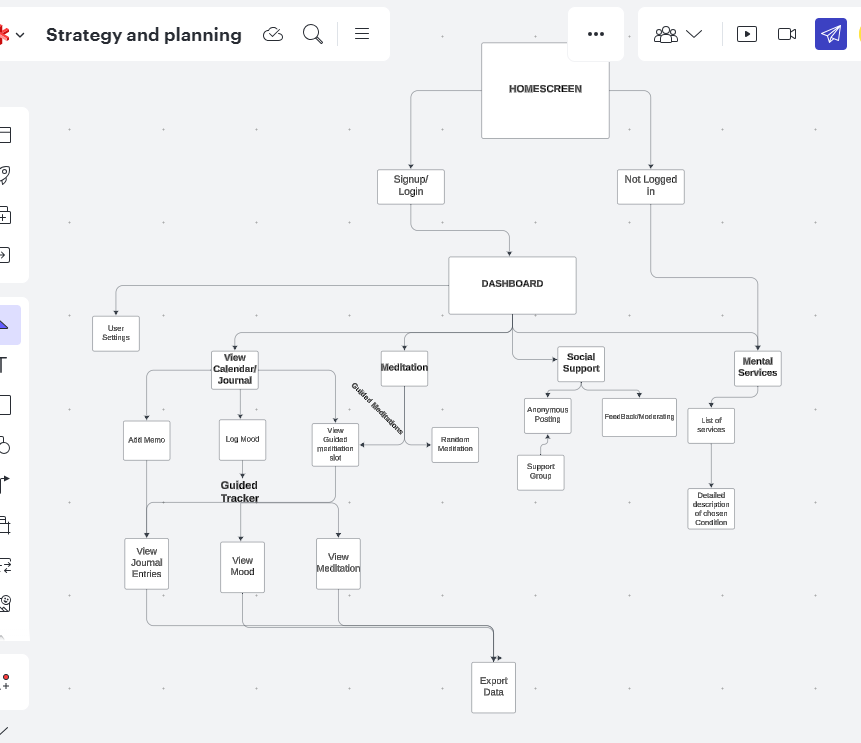 Strategy and planning
HOMESCREEN
Signup/
Login
Not Logged
in
DASHBOARD
User
Settings
View
Calendar/
Journal
Meditation
Social
Support
Mental
Services
Guided Meditations
Add Memo
Log Mood
View
Guided
meditation
slot
Random
Meditation
Anonymous
Posting
FeedBack/Moderating
List of
services
Support
Group
Guided
Tracker
Detailed
description
of chosen
Condition
View
Journal
Entries
View
Mood
View
Meditation
Export
Data